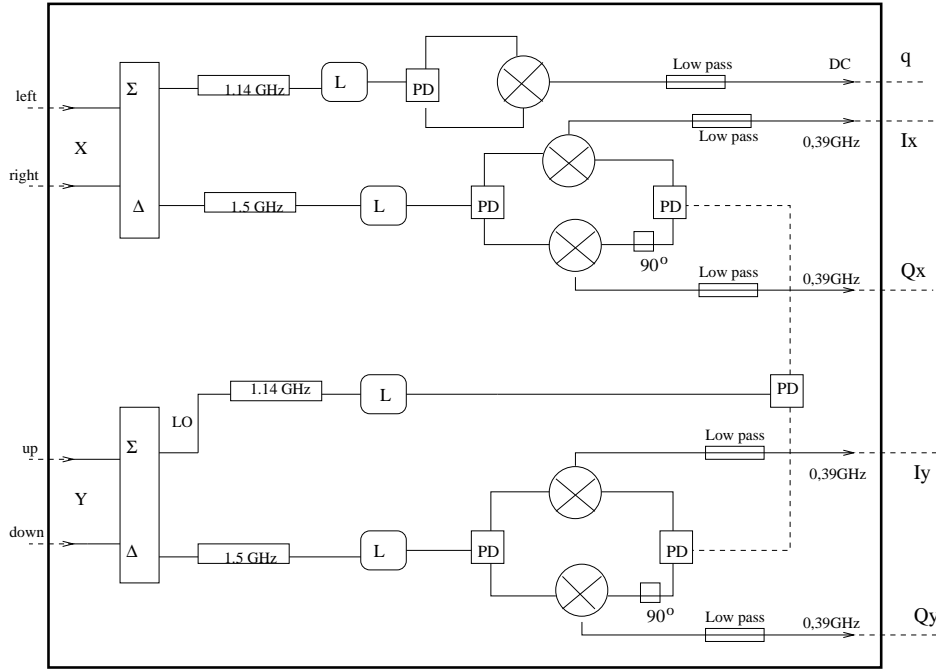 DC
q
Low pass
left
Σ
1.14 GHz
L
PD
Low pass
0,39GHz
Ix
X
right
Δ
1.5 GHz
L
PD
PD
90°
Low pass
0,39GHz
Qx
1.14 GHz
L
PD
LO
up
Σ
Low pass
0,39GHz
Iy
Y
down
Δ
1.5 GHz
L
PD
PD
90°
Low pass
0,39GHz
Qy